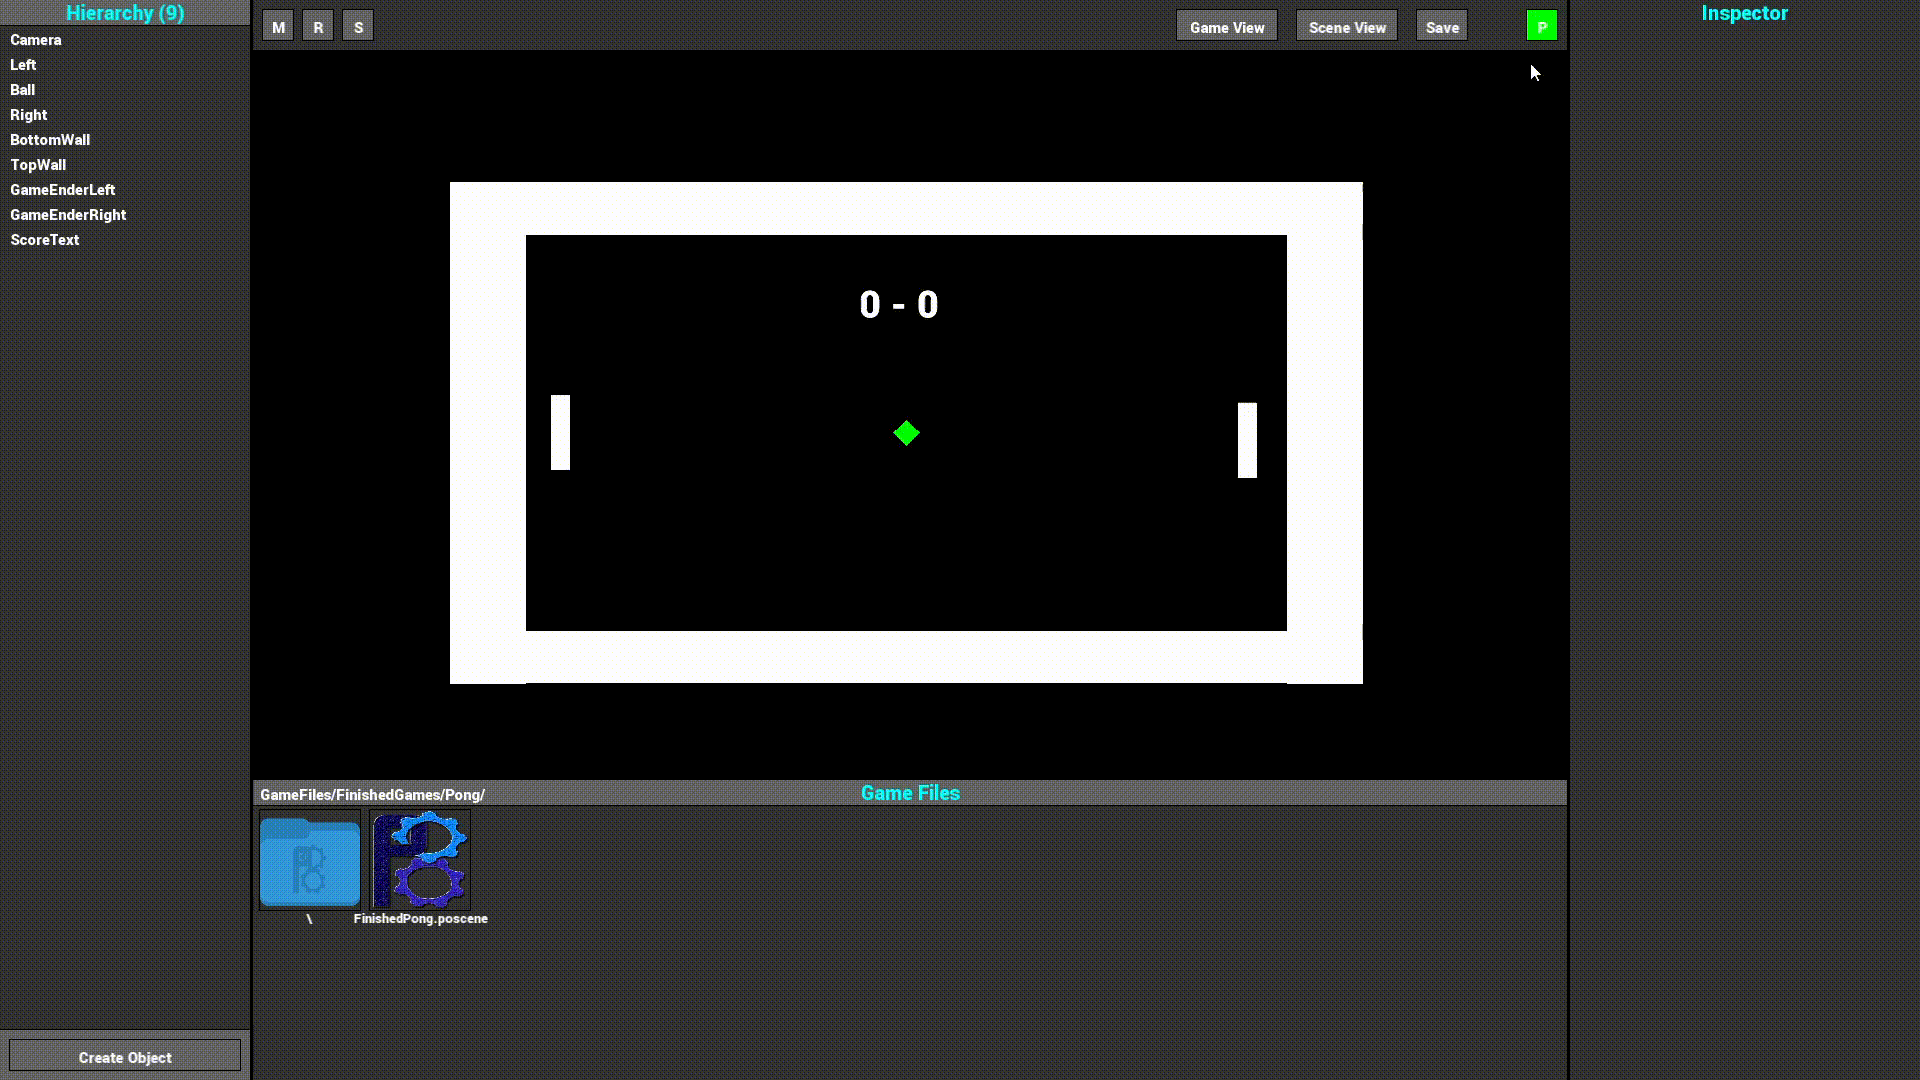 Hierarchy (9)
Camera
Left
Ball
Right
BottomWall
TopWall
GameEnderLeft
GameEnderRight
ScoreText
Create Object
M
R
S
Game View
Scene View
Save
P
0 - 0
GameFiles/FinishedGames/Pong/
Game Files
\
FinishedPong.poscene
Inspector